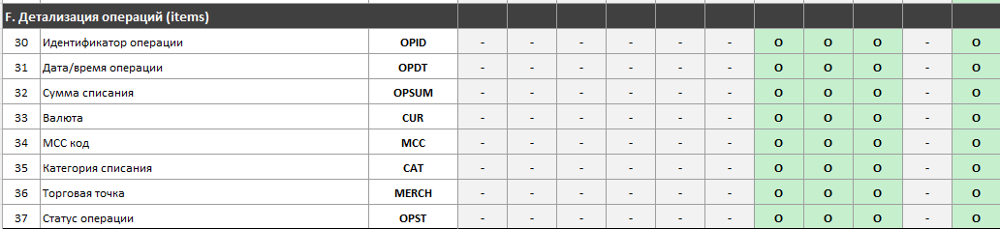 F. Детализация операций (items)
30 Идентификатор операции OPID - - - - - - O O O - O
31 Дата/время операции OPDT - - - - - - O O O - O
32 Сумма списания OPSUM - - - - - - O O O - O
33 Валюта CUR - - - - - - O O O - O
34 MCC код MCC - - - - - - O O O - O
35 Категория списания CAT - - - - - - O O O - O
36 Торговая точка MERCH - - - - - - O O O - O
37 Статус операции OPST - - - - - - O O O - O